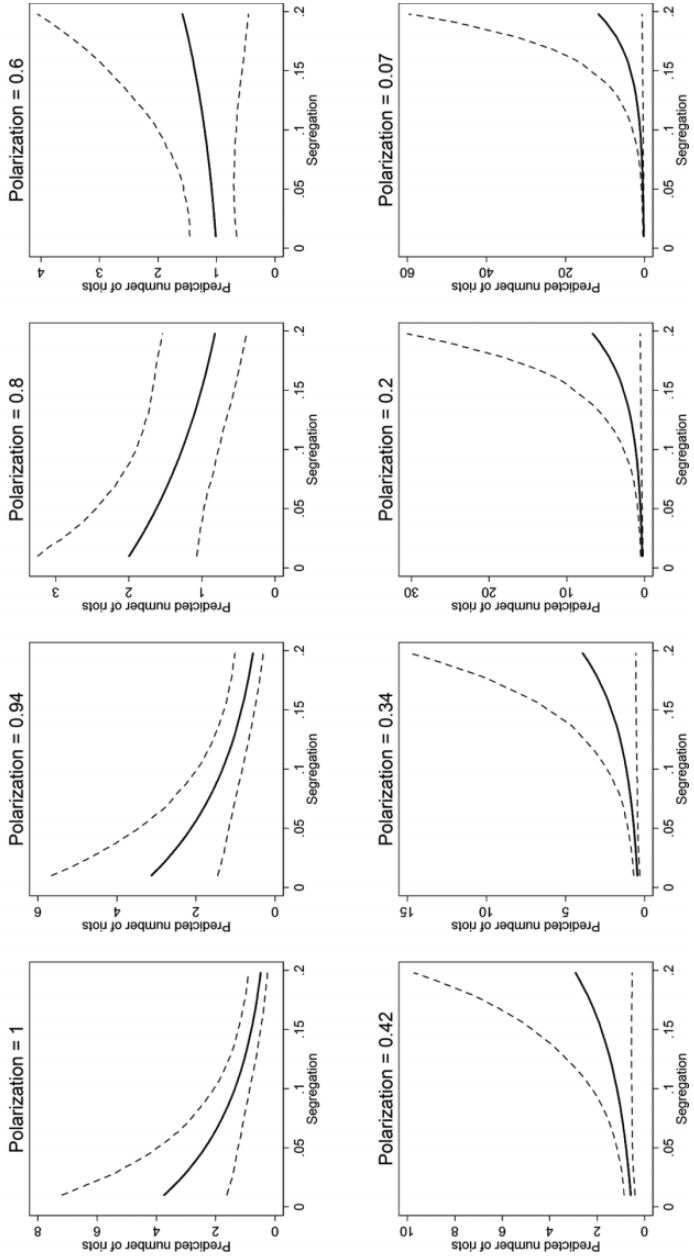 Polarization = 1
Predicted number of riots
8
6
4
2
0
0 .05 .1 .15 .2
Segregation
Polarization = 0.94
Predicted number of riots
6
4
2
0
0 .05 .1 .15 .2
Segregation
Polarization = 0.8
Predicted number of riots
3
2
1
0
0 .05 .1 .15 .2
Segregation
Polarization = 0.6
Predicted number of riots
4
3
2
1
0
0 .05 .1 .15 .2
Segregation
Polarization = 0.42
Predicted number of riots
10
8
6
4
2
0
0 .05 .1 .15 .2
Segregation
Polarization = 0.34
Predicted number of riots
15
10
5
0
0 .05 .1 .15 .2
Segregation
Polarization = 0.2
Predicted number of riots
30
20
10
0
0 .05 .1 .15 .2
Segregation
Polarization = 0.07
Predicted number of riots
60
40
20
0
0 .05 .1 .15 .2
Segregation